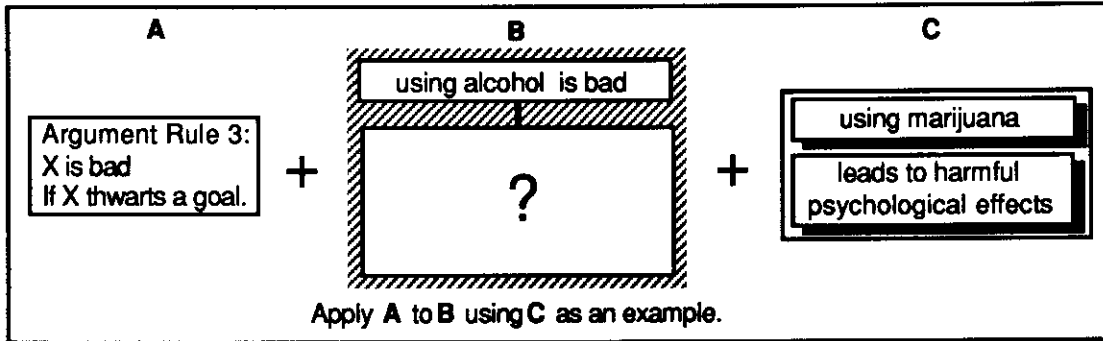 A
B
C
Argument Rule 3:
X is bad
If X thwarts a goal.
+
using alcohol is bad
?
+
using marijuana
leads to harmful
psychological effects
Apply A to B using C as an example.